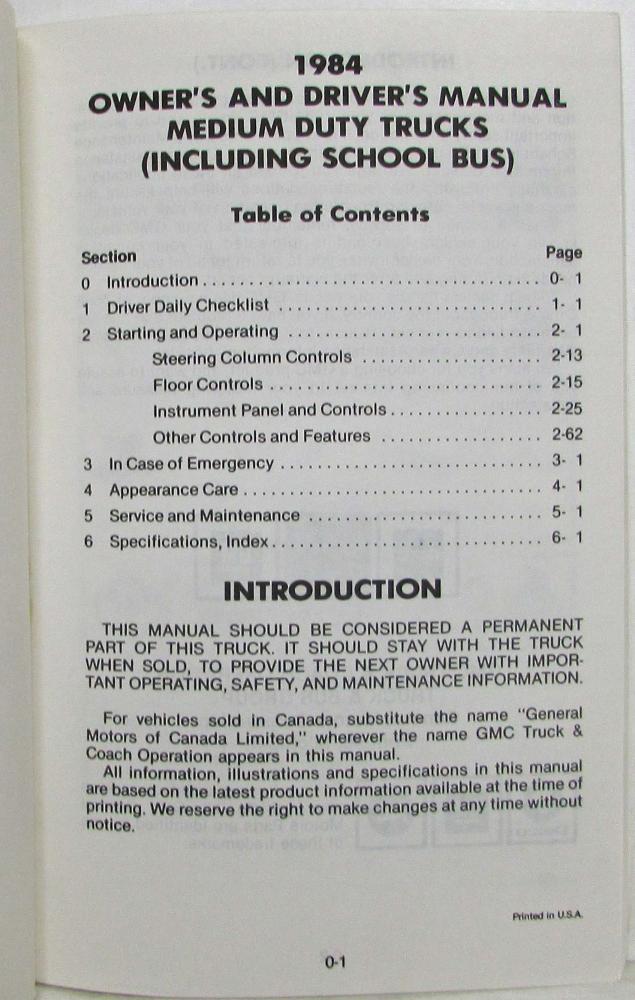 1984
OWNER'S AND DRIVER'S MANUAL
MEDIUM DUTY TRUCKS
(INCLUDING SCHOOL BUS)
Table of Contents
Section Page
0 Introduction . . . . . . . . . . . . . . . . . . . . . . . . . . . . . . . . . . . . . . 0- 1
1 Driver Daily Checklist . . . . . . . . . . . . . . . . . . . . . . . . . . . . . . 1- 1
2 Starting and Operating . . . . . . . . . . . . . . . . . . . . . . . . . . . . . 2- 1
Steering Column Controls . . . . . . . . . . . . . . . . . . . . 2-13
Floor Controls . . . . . . . . . . . . . . . . . . . . . . . . . . . . . . . 2-15
Instrument Panel and Controls . . . . . . . . . . . . . . . . . 2-25
Other Controls and Features . . . . . . . . . . . . . . . . . . 2-62
3 In Case of Emergency . . . . . . . . . . . . . . . . . . . . . . . . . . . . . . 3- 1
4 Appearance Care . . . . . . . . . . . . . . . . . . . . . . . . . . . . . . . . . . 4- 1
5 Service and Maintenance . . . . . . . . . . . . . . . . . . . . . . . . . . . 5- 1
6 Specifications, Index . . . . . . . . . . . . . . . . . . . . . . . . . . . . . . . 6- 1
INTRODUCTION
THIS MANUAL SHOULD BE CONSIDERED A PERMANENT
PART OF THIS TRUCK. IT SHOULD STAY WITH THE TRUCK
WHEN SOLD, TO PROVIDE THE NEXT OWNER WITH IMPOR-
TANT OPERATING, SAFETY, AND MAINTENANCE INFORMATION.
For vehicles sold in Canada, substitute the name "General
Motors of Canada Limited," wherever the name GMC Truck &
Coach Operation appears in this manual.
All information, illustrations and specifications in this manual
are based on the latest product information available at the time of
printing. We reserve the right to make changes at any time without
notice.
Printed in U.S.A.
0-1